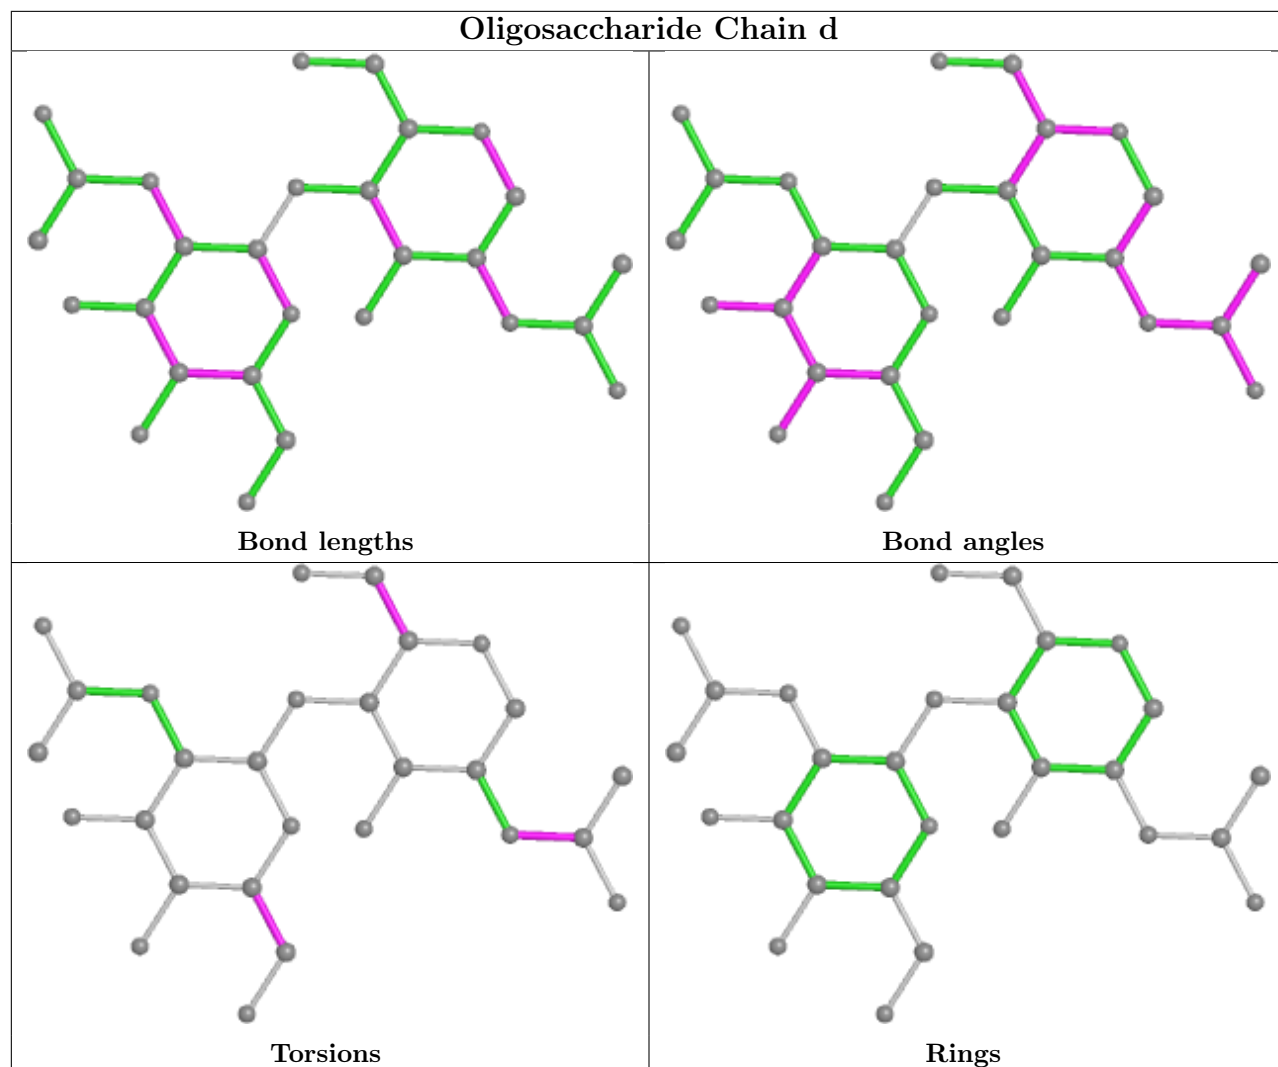 Oligosaccharide Chain d
Bond lengths
Bond angles
Torsions
Rings